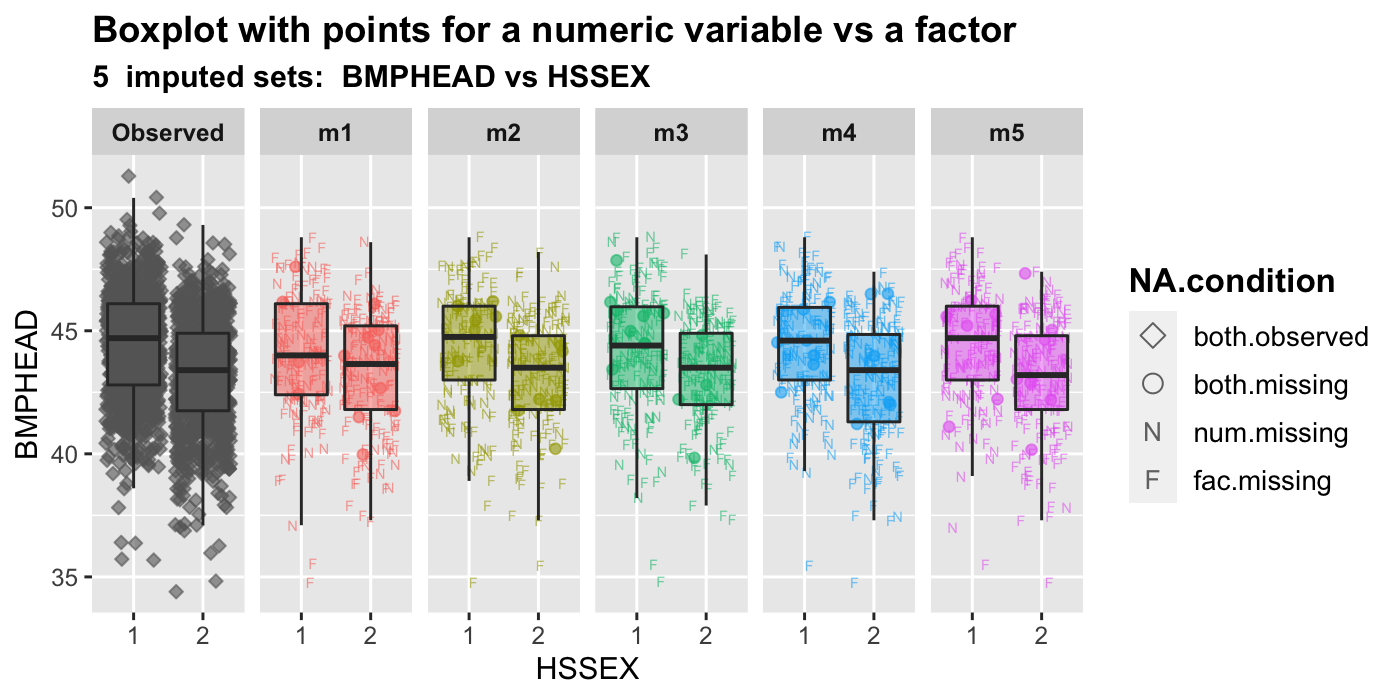 Boxplot with points for a numeric variable vs a factor
5 imputed sets: BMPHEAD vs HSSEX
Observed m1 m2 m3 m4 m5
50
45
40
35
BMPHEAD
1 2 1 2 1 2 1 2 1 2 1 2
HSSEX
NA.condition
both.observed
both.missing
N num.missing
F fac.missing